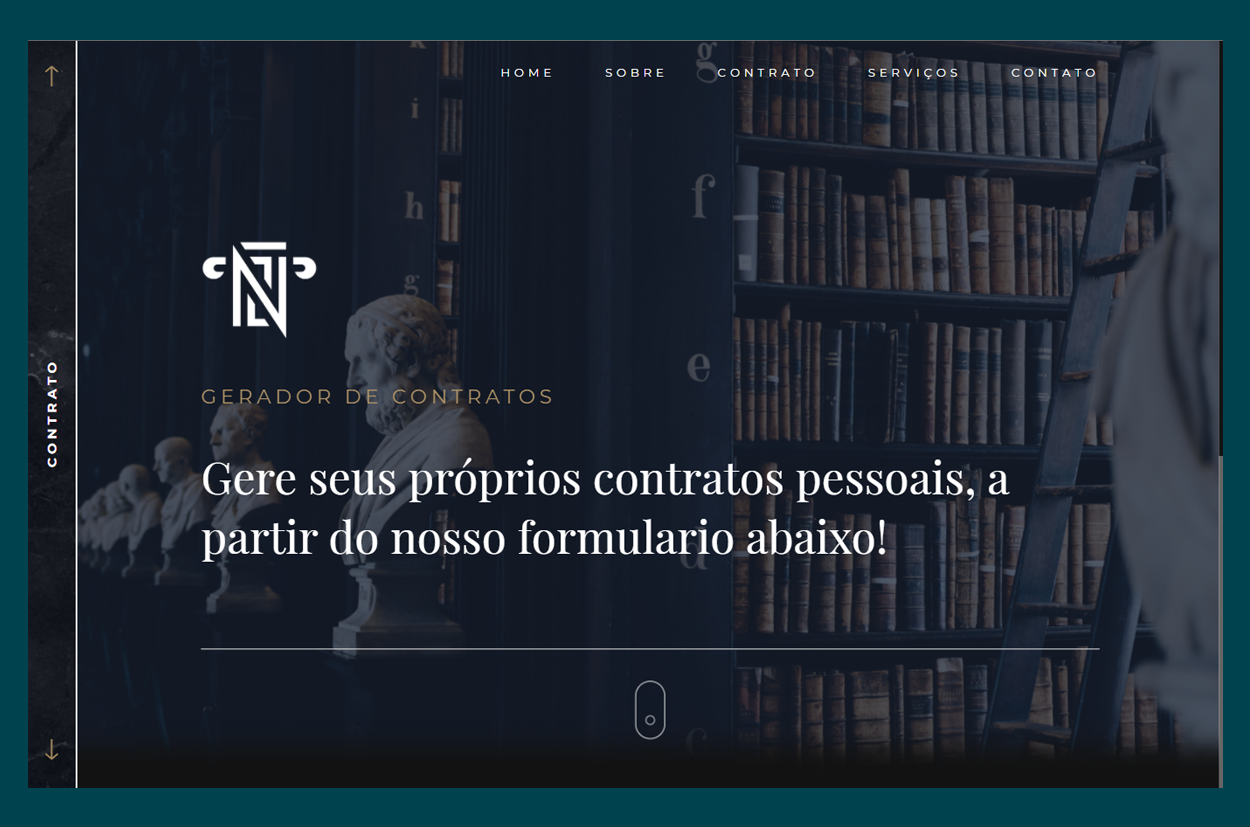 HOME SOBRE CONTRATO SERVIÇOS CONTATO
k
i
h
g
g
f
e
d
c
CONTRATO
GERADOR DE CONTRATOS
Gere seus próprios contratos pessoais, a
partir do nosso formulario abaixo!